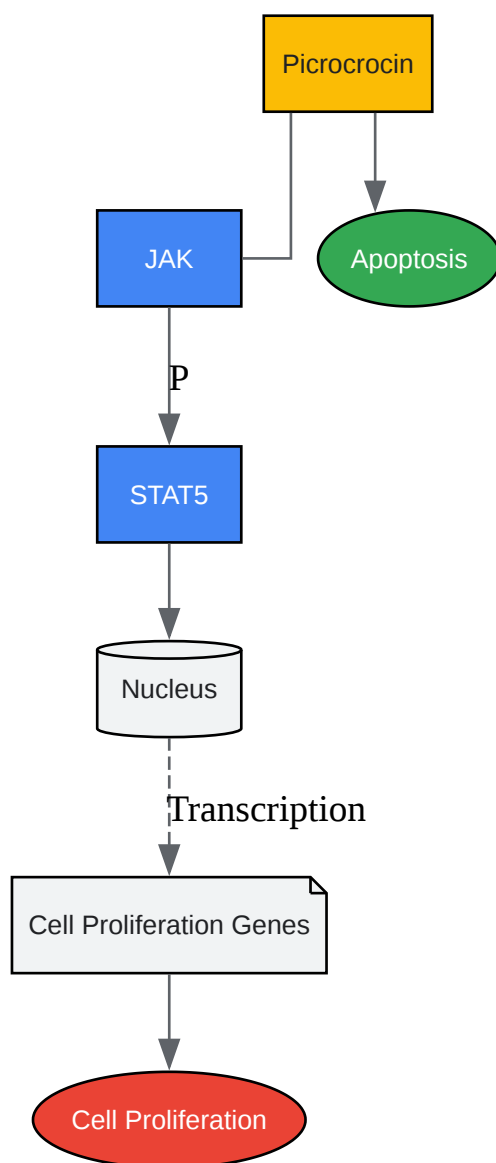 Picrocrocin
JAK
Apoptosis
P
STAT5
Nucleus
Transcription
Cell Proliferation Genes
Cell Proliferation